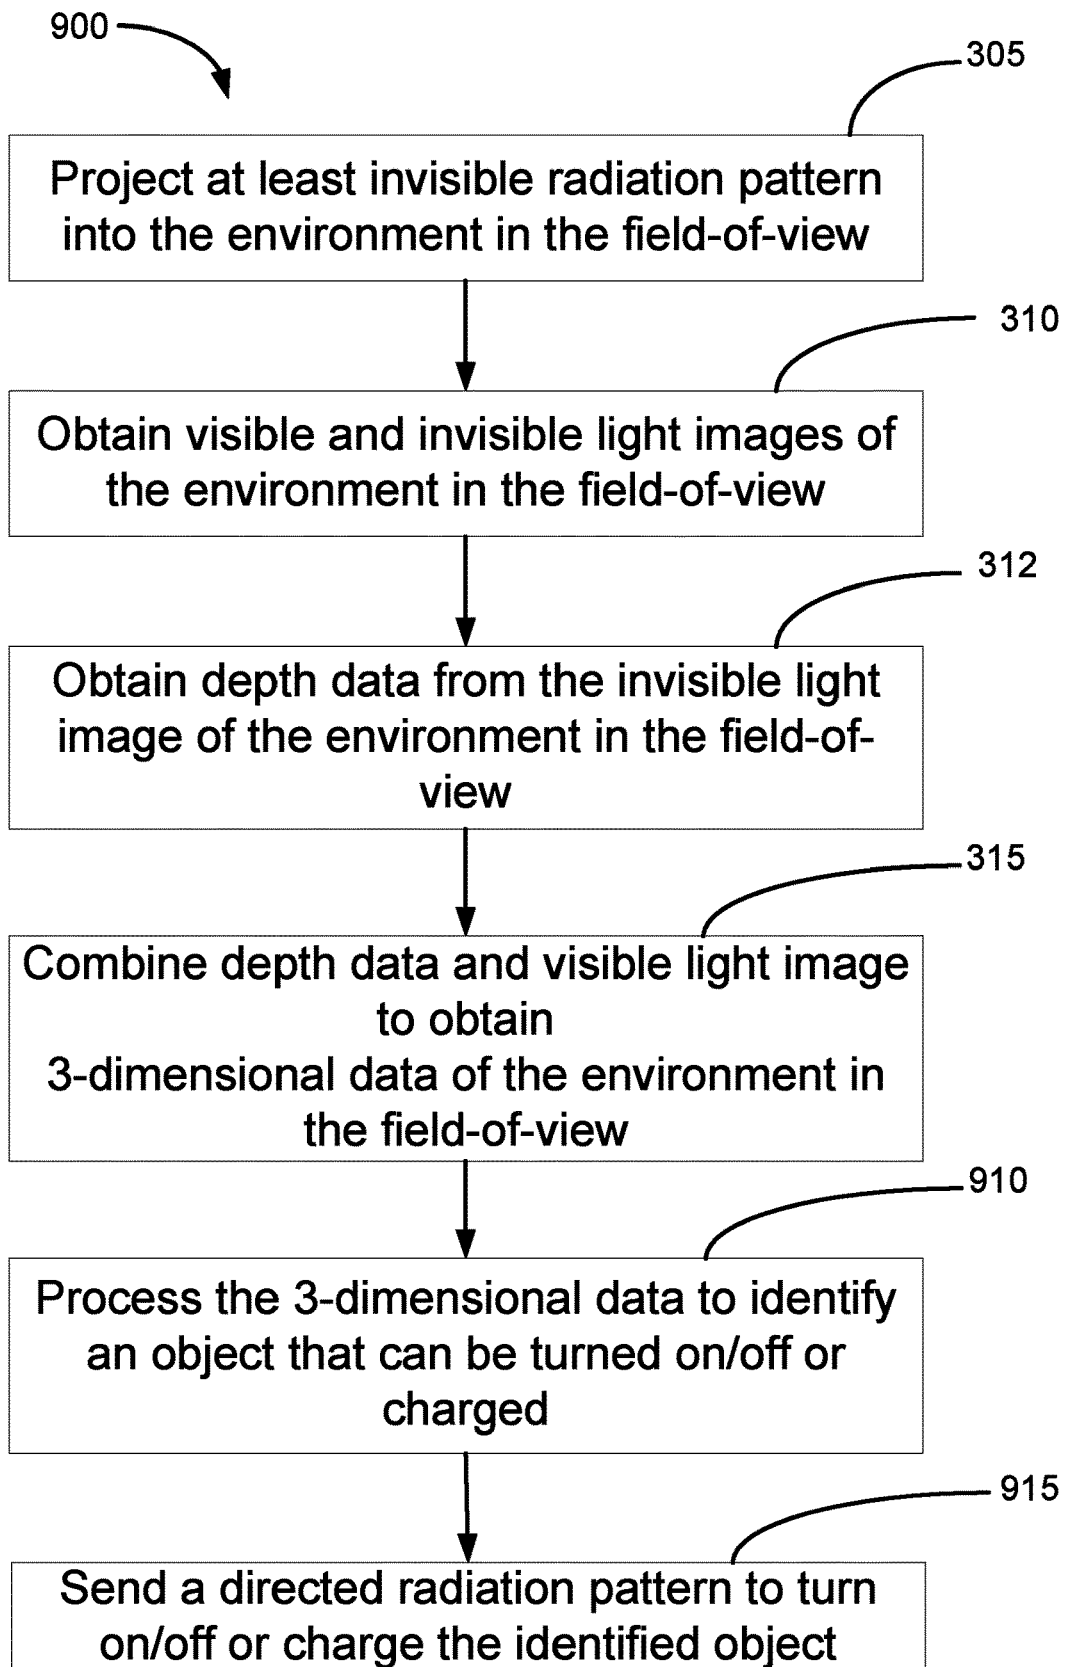 900
305
Project at least invisible radiation pattern
into the environment in the field-of-view
310
Obtain visible and invisible light images of
the environment in the field-of-view
312
Obtain depth data from the invisible light
image of the environment in the field-of-
view
315
Combine depth data and visible light image
to obtain
3-dimensional data of the environment in
the field-of-view
910
Process the 3-dimensional data to identify
an object that can be turned on/off or
charged
915
Send a directed radiation pattern to turn
on/off or charge the identified object